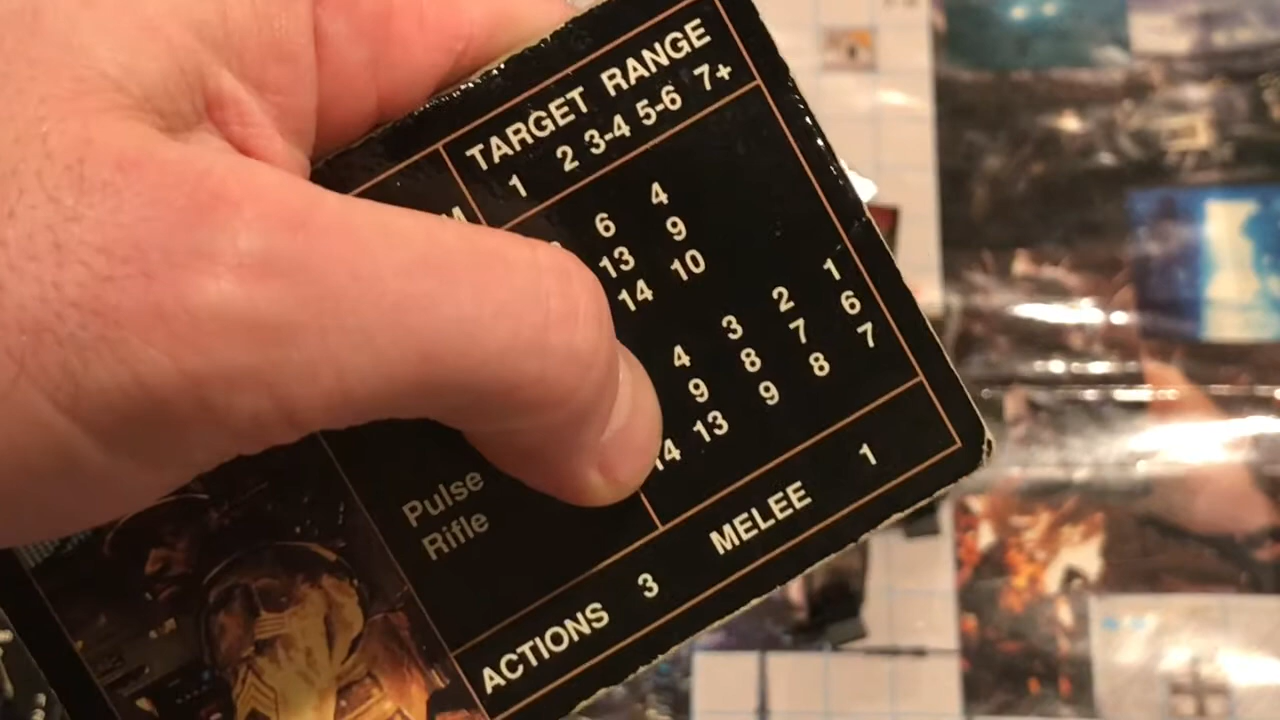 TARGET RANGE
1 2 3-4 5-6 7+
6 4
13 9
14 10
4 3 2 1
9 8 7 6
14 13 9 8 7
Pulse
Rifle
ACTIONS 3 MELEE 1